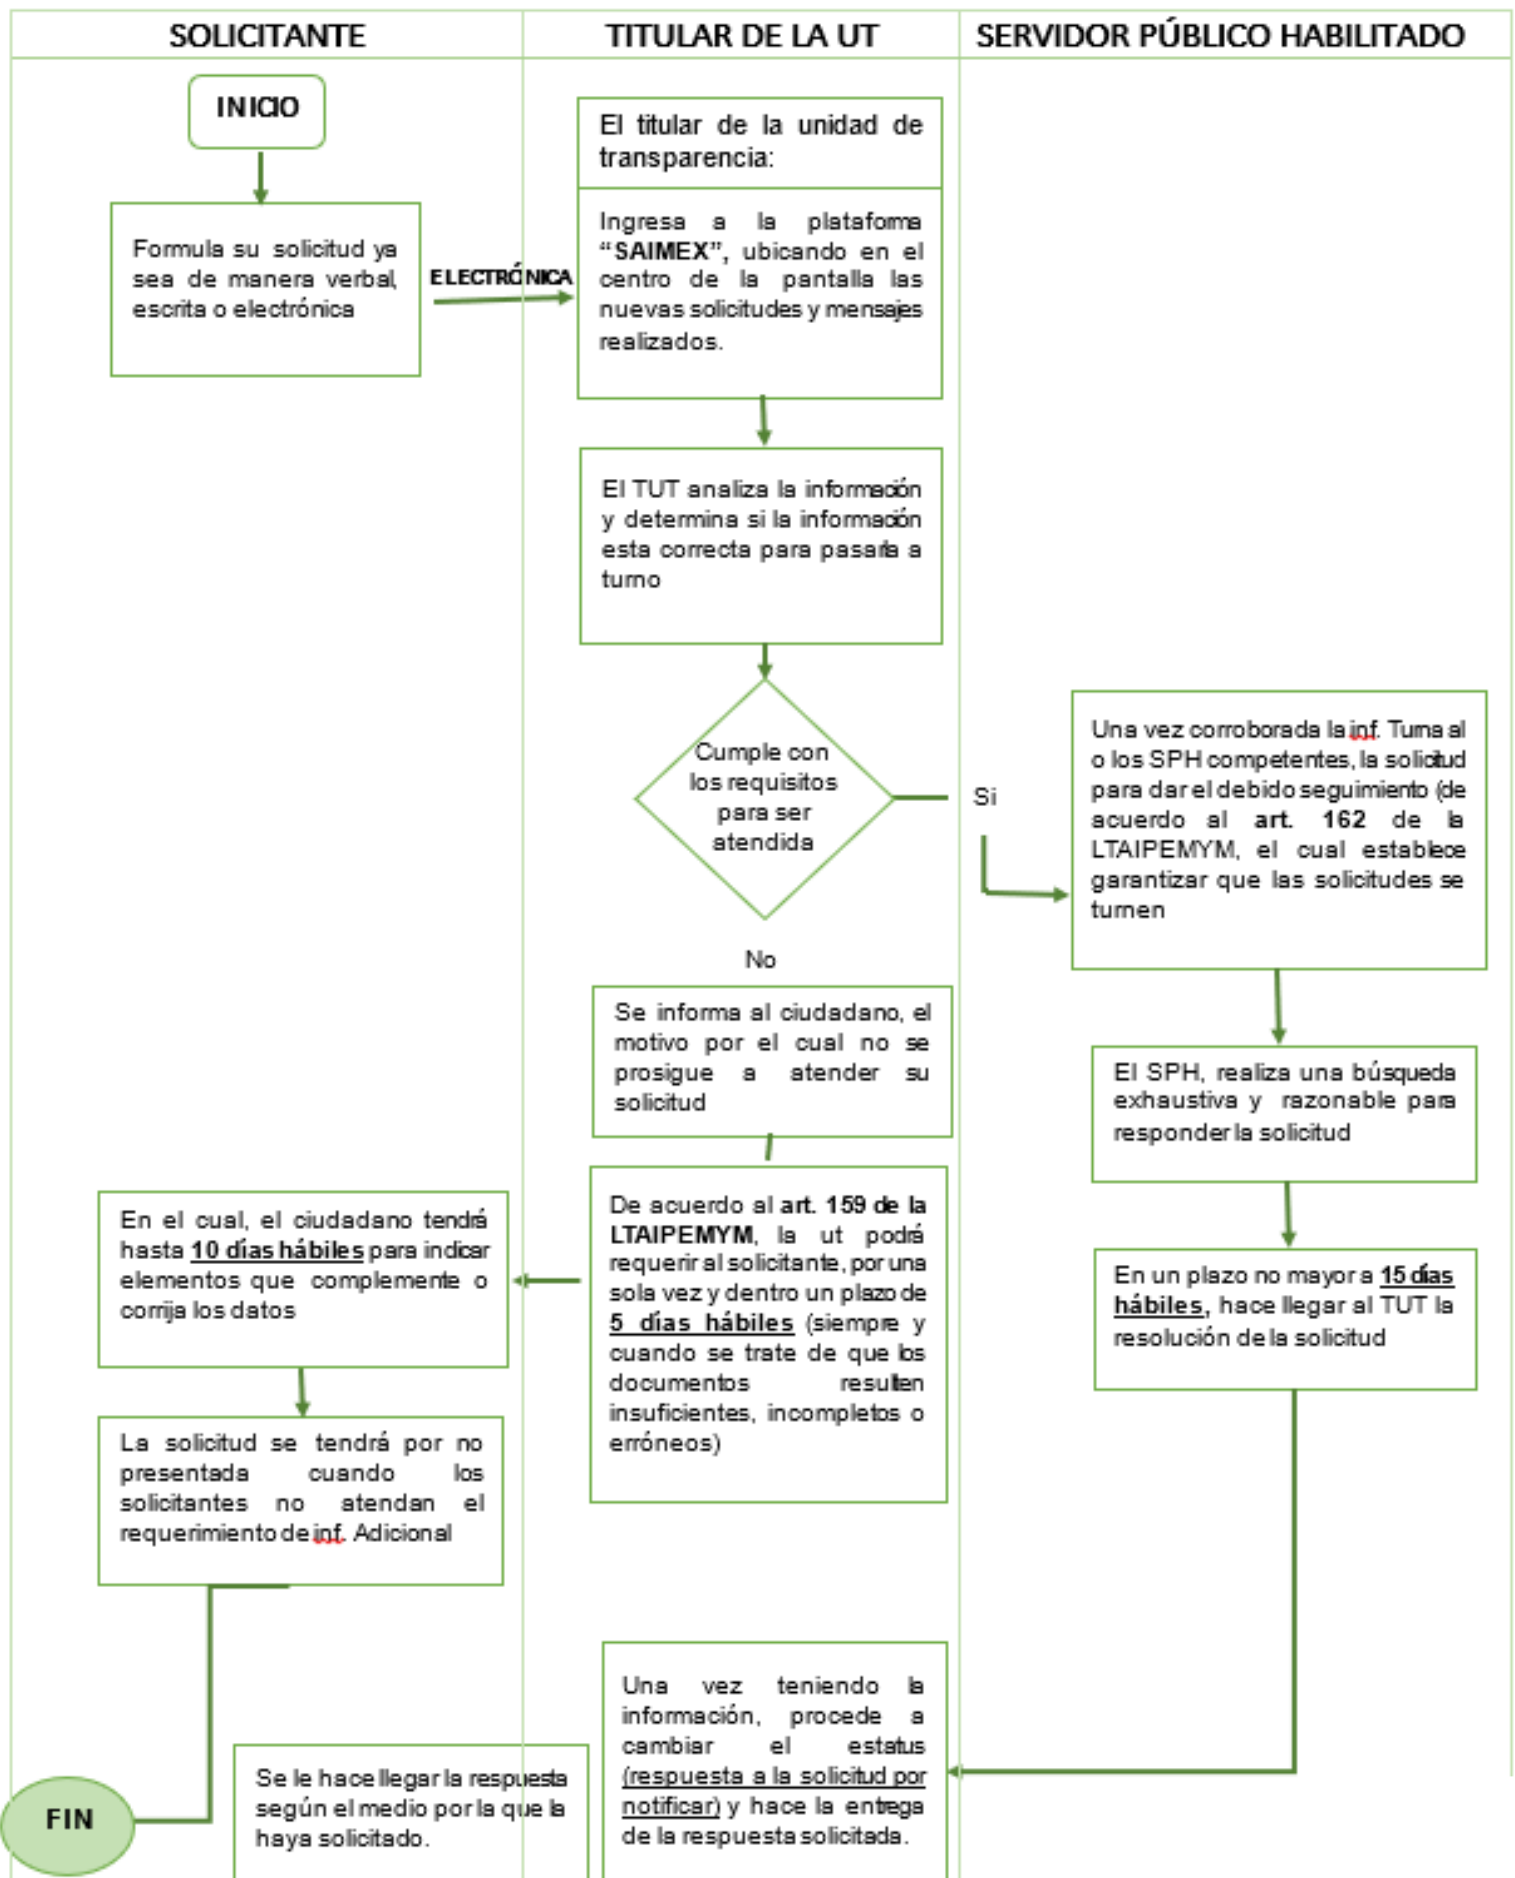 SOLICITANTE
TITULAR DE LA UT
SERVIDOR PÚBLICO HABILITADO
INICIO
Formula su solicitud ya
sea de manera verbal,
escrita o electrónica
ELECTRÓNICA
El titular de la unidad de
transparencia:
Ingresa a la plataforma
“SAIMEX”, ubicando en el
centro de la pantalla las
nuevas solicitudes y mensajes
realizados.
El TUT analiza la información
y determina si la información
esta correcta para pasarla a
turno
Cumple con
los requisitos
para ser
atendida
Si
Una vez corroborada la inf. Turna al
o los SPH competentes, la solicitud
para dar el debido seguimiento (de
acuerdo al art. 162 de la
LTAIPEMYM, el cual establece
garantizar que las solicitudes se
turnen
No
Se informa al ciudadano, el
motivo por el cual no se
prosigue a atender su
solicitud
El SPH, realiza una búsqueda
exhaustiva y razonable para
responder la solicitud
De acuerdo al art. 159 de la
LTAIPEMYM, la ut podrá
requerir al solicitante, por una
sola vez y dentro un plazo de
5 días hábiles (siempre y
cuando se trate de que los
documentos resulten
insuficientes, incompletos o
erróneos)
En el cual, el ciudadano tendrá
hasta 10 días hábiles para indicar
elementos que complemente o
corrija los datos
En un plazo no mayor a 15 días
hábiles, hace llegar al TUT la
resolución de la solicitud
La solicitud se tendrá por no
presentada cuando los
solicitantes no atendan el
requerimiento de inf. Adicional
Una vez teniendo la
información, procede a
cambiar el estatus
(respuesta a la solicitud por
notificar) y hace la entrega
de la respuesta solicitada.
Se le hace llegar la respuesta
según el medio por la que la
haya solicitado.
FIN